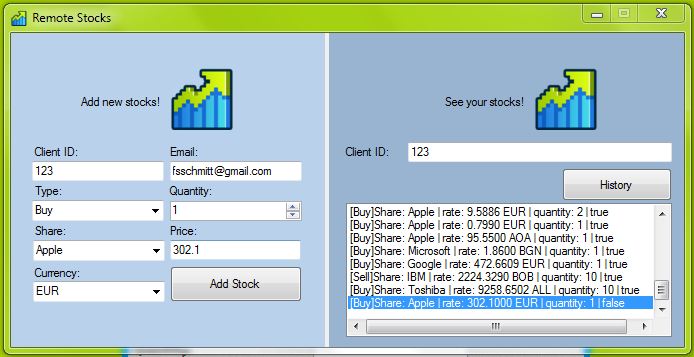 Remote Stocks
Add new stocks!
Client ID:
Email:
123
fsschmitt@gmail.com
Type:
Quantity:
Buy
1
Share:
Price:
Apple
302.1
Currency:
EUR
Add Stock
See your stocks!
Client ID:
123
History
[Buy]Share: Apple | rate: 9.5886 EUR | quantity: 2 | true
[Buy]Share: Apple | rate: 0.7990 EUR | quantity: 1 | true
[Buy]Share: Apple | rate: 95.5500 AOA | quantity: 1 | true
[Buy]Share: Microsoft | rate: 1.8600 BGN | quantity: 1 | true
[Buy]Share: Google | rate: 472.6609 EUR | quantity: 1 | true
[Sell]Share: IBM | rate: 2224.3290 BOB | quantity: 10 | true
[Buy]Share: Toshiba | rate: 9258.6502 ALL | quantity: 10 | true
[Buy]Share: Apple | rate: 302.1000 EUR | quantity: 1 | false